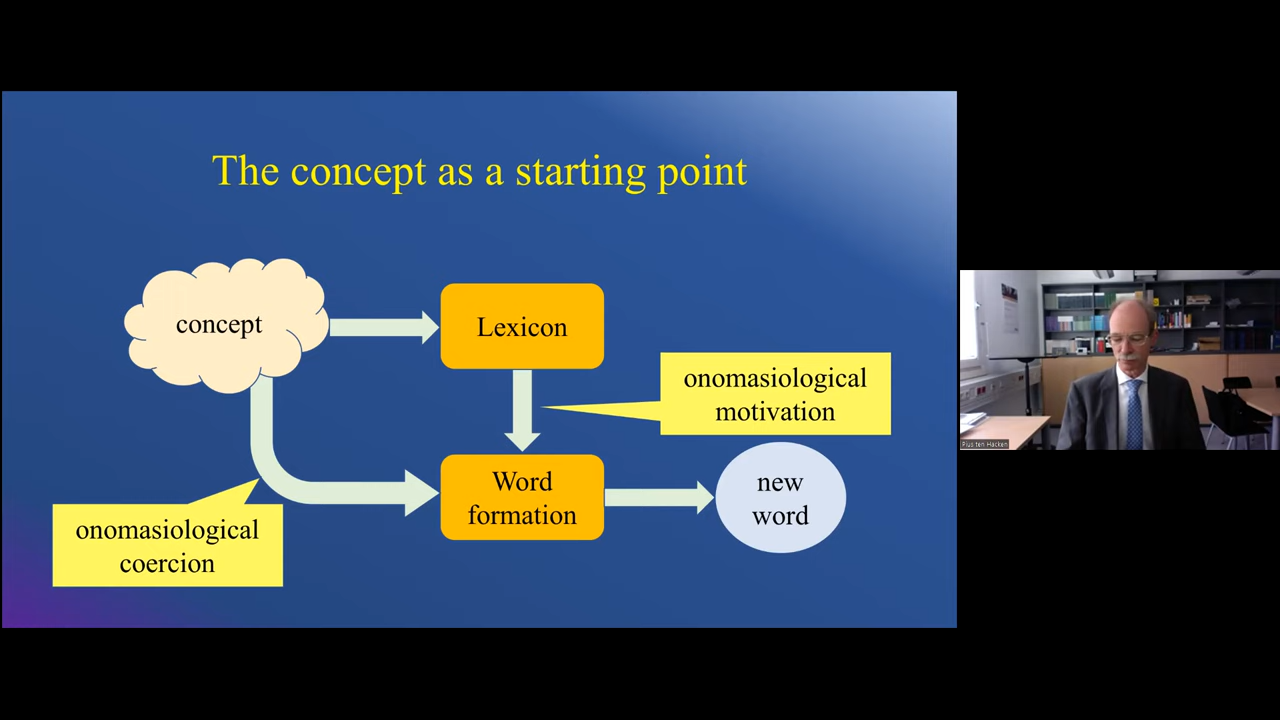 The concept as a starting point
concept
Lexicon
onomasiological
motivation
Word
formation
new
word
onomasiological
coercion
Pius ten Hacken